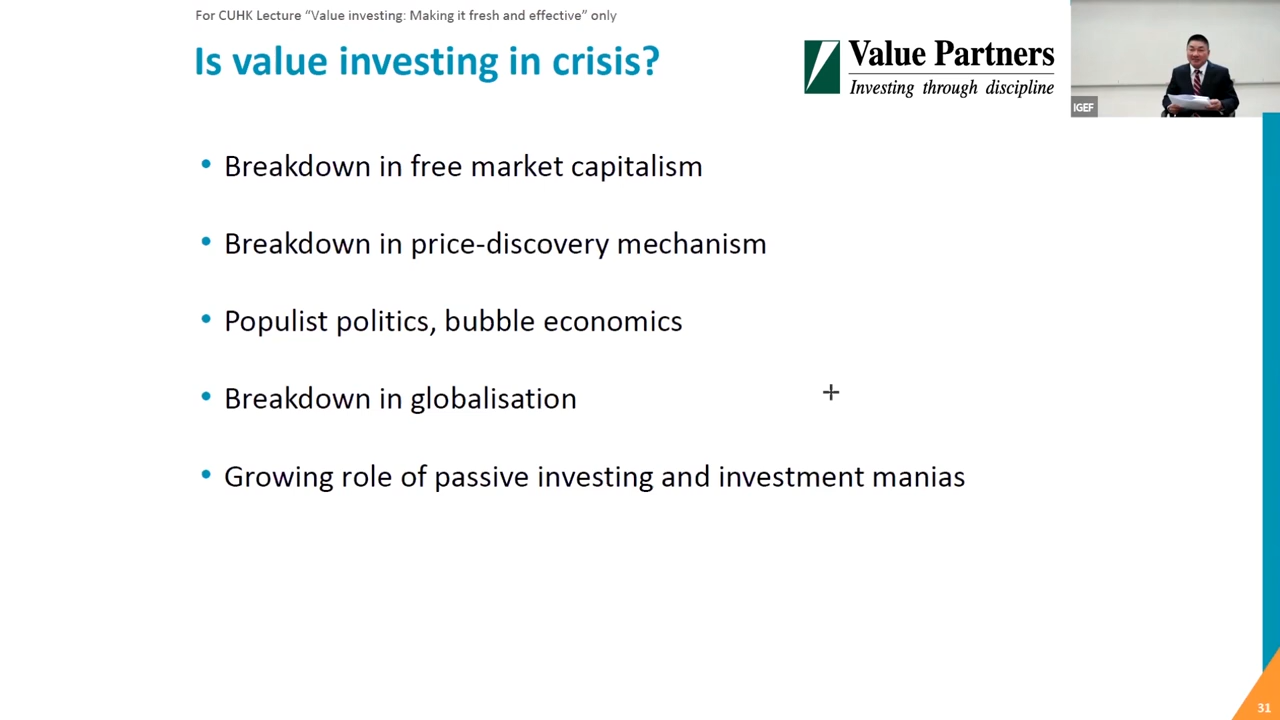 For CUHK Lecture “Value investing: Making it fresh and effective” only
Is value investing in crisis?
Value Partners
Investing through discipline
IGEF
• Breakdown in free market capitalism
• Breakdown in price-discovery mechanism
• Populist politics, bubble economics
• Breakdown in globalisation
• Growing role of passive investing and investment manias
31